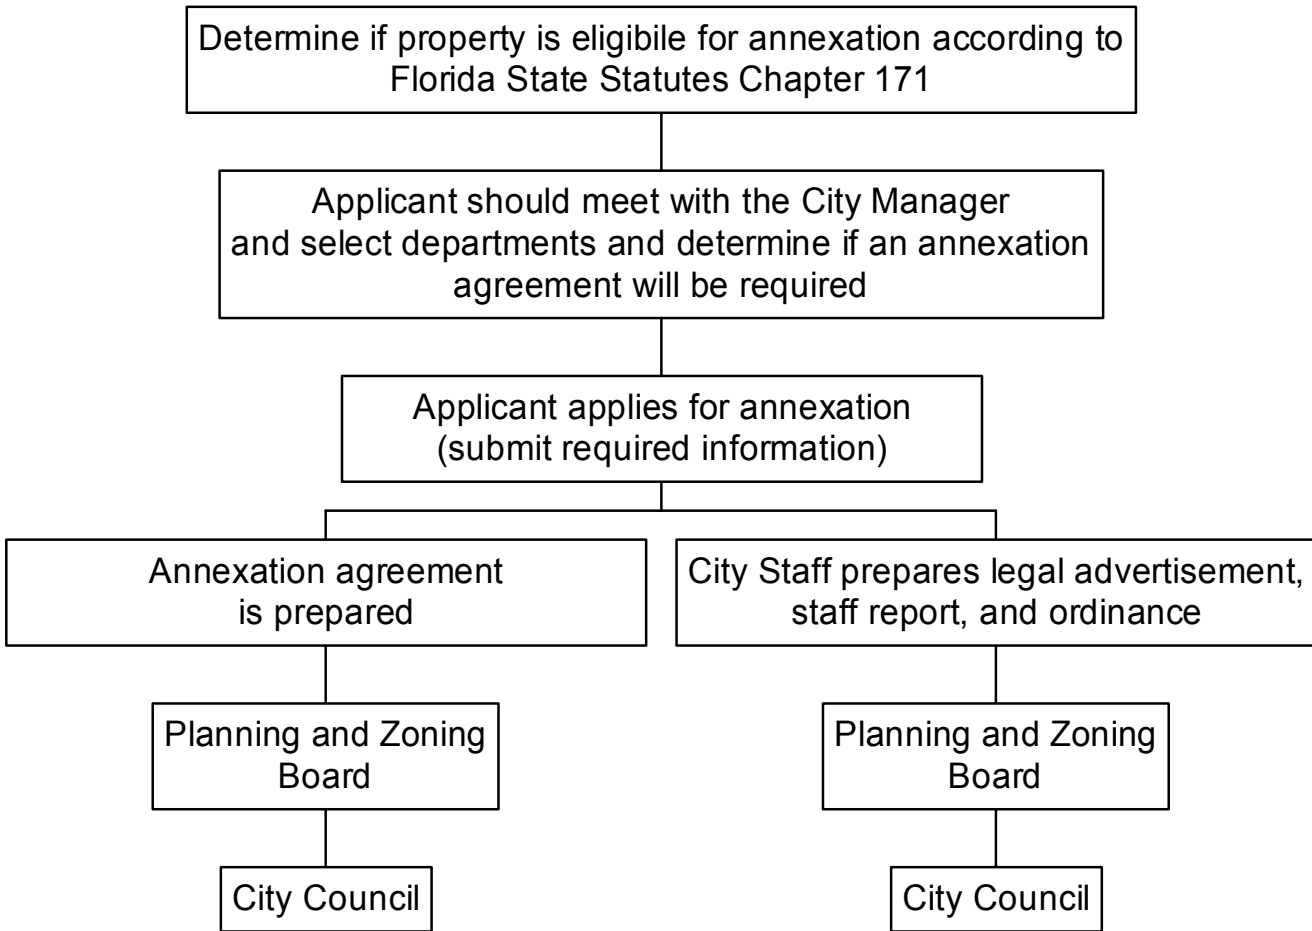 Determine if property is eligibile for annexation according to
Florida State Statutes Chapter 171
Applicant should meet with the City Manager
and select departments and determine if an annexation
agreement will be required
Applicant applies for annexation
(submit required information)
Annexation agreement
is prepared
City Staff prepares legal advertisement,
staff report, and ordinance
Planning and Zoning
Board
Planning and Zoning
Board
City Council
City Council